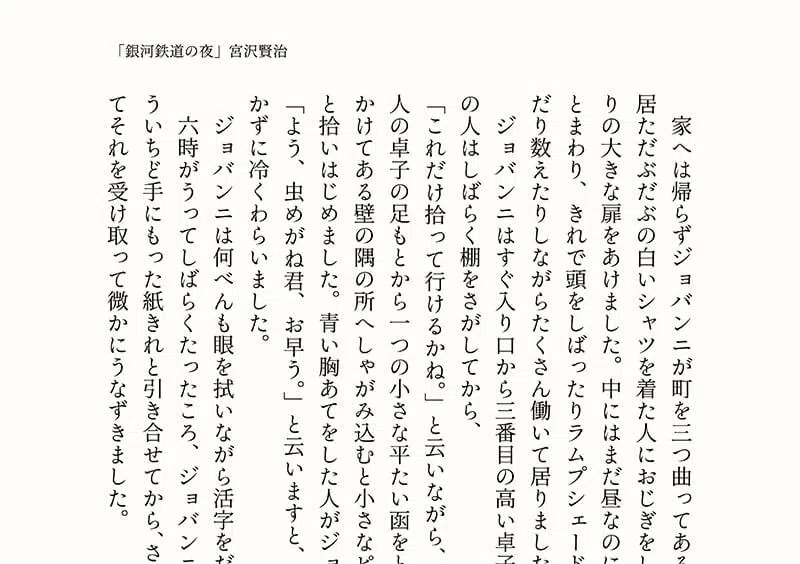 「銀河鉄道の夜」宮沢賢治
家へは帰らずジョバンニが町を三つ曲ってある
居ただぶだぶの白いシャツを着た人におじぎをし
りの大きな扉をあけました。中にはまだ昼なのに
とまわり、きれで頭をしばったりラムプシェード
だり数えたりしながらたくさん働いて居りました
ジョバンニはすぐ入り口から三番目の高い卓子
の人はしばらく棚をさがしてから、
「これだけ拾って行けるかね。」と云いながら、
人の卓子の足もとから一つの小さな平たい函をと
かけてある壁の隅の所へしゃがみ込むと小さなピ
と拾いはじめました。青い胸あてをした人がジョ
「よう、虫めがね君、お早う。」と云いますと、
かずに冷くわらいました。
ジョバンニは何べんも眼を拭いながら活字をだ
六時がうってしばらくたったころ、ジョバンニ
ういちど手にもった紙きれと引き合せてから、さ
てそれを受け取って微かにうなずきました。